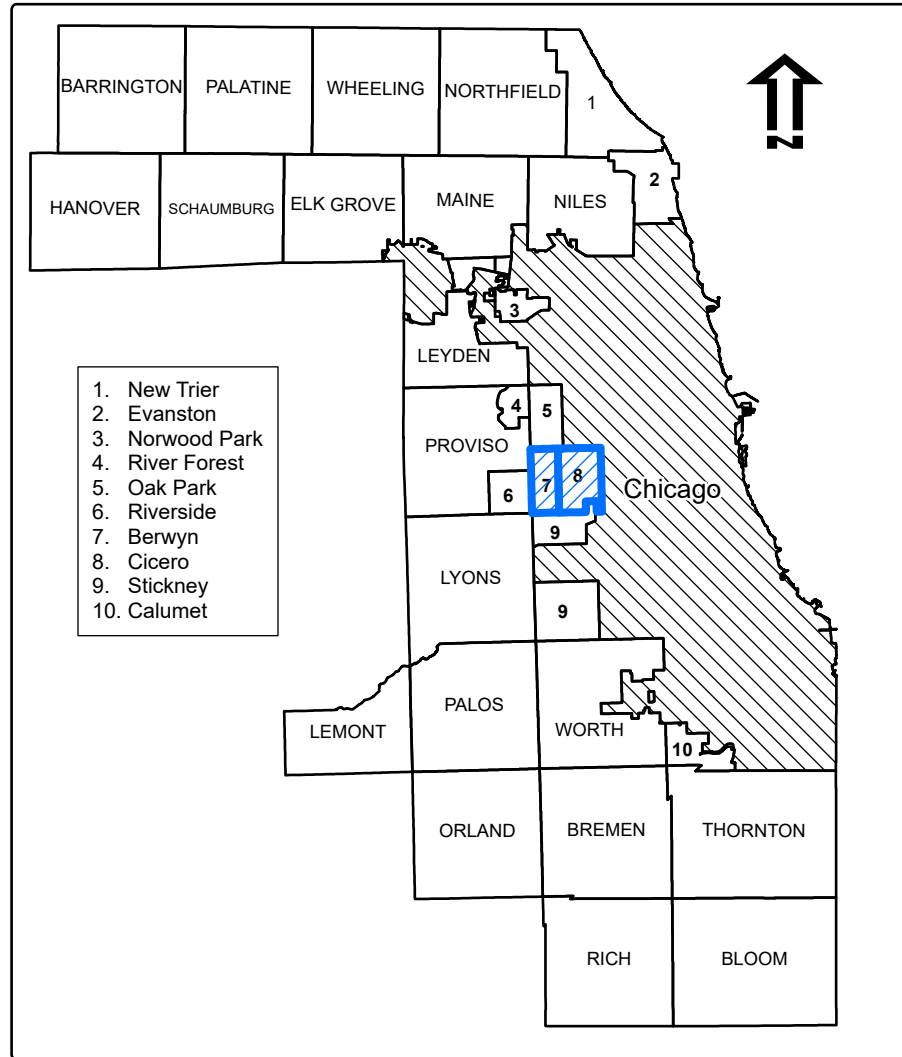 BARRINGTON
PALATINE
WHEELING
NORTHFIELD
1
N
HANOVER
SCHAUMBURG
ELK GROVE
MAINE
NILES
2
3
LEYDEN
1. New Trier
2. Evanston
3. Norwood Park
4. River Forest
5. Oak Park
6. Riverside
7. Berwyn
8. Cicero
9. Stickney
10. Calumet
4
5
PROVISO
6
7
8
Chicago
9
LYONS
9
PALOS
LEMONT
WORTH
10
ORLAND
BREMEN
THORNTON
RICH
BLOOM